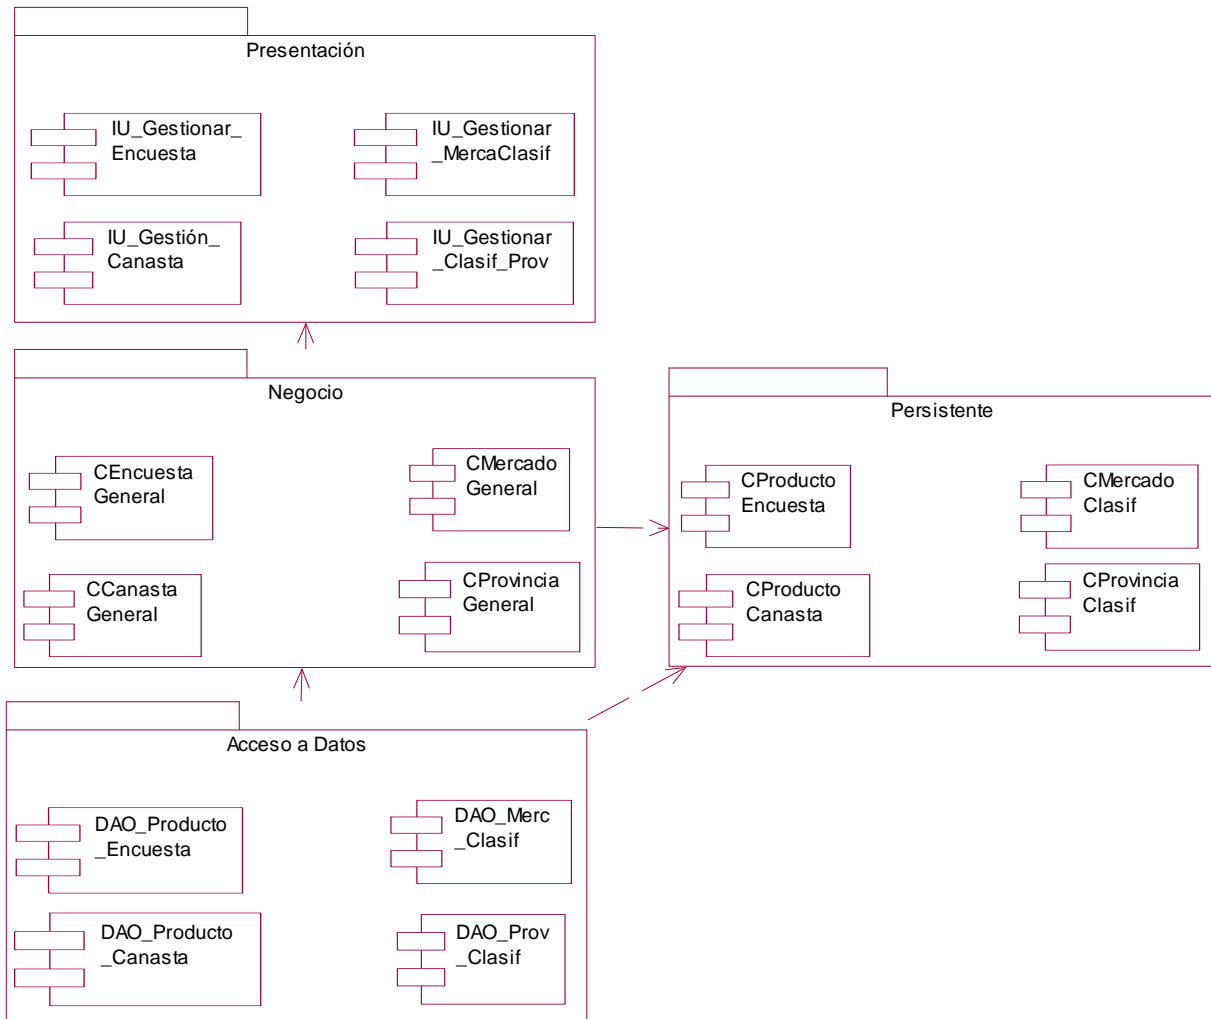 Presentación
IU_Gestionar_
Encuesta
IU_Gestionar
_MercaClasif
IU_Gestión_
Canasta
IU_Gestionar
_Clasif_Prov
Negocio
CEncuesta
General
CMercado
General
CCanasta
General
CProvincia
General
Persistente
CProducto
Encuesta
CMercado
Clasif
CProducto
Canasta
CProvincia
Clasif
Acceso a Datos
DAO_Producto
_Encuesta
DAO_Merc
_Clasif
DAO_Producto
_Canasta
DAO_Prov
_Clasif